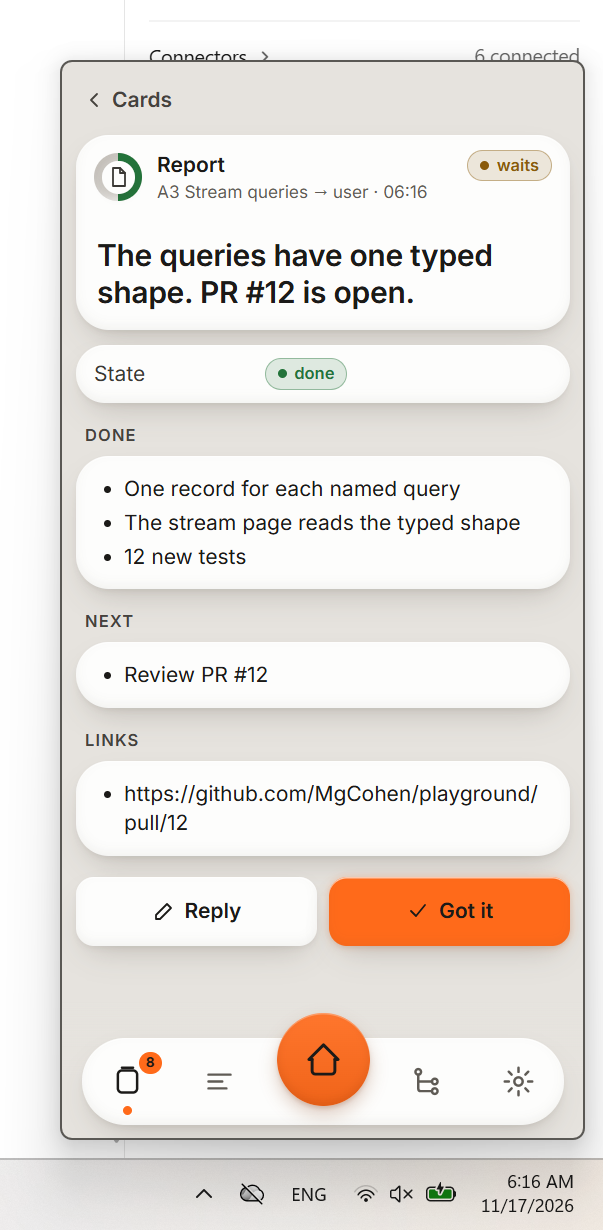 Connectors >
6 connected
< Cards
Report
waits
A3 Stream queries → user · 06:16
The queries have one typed
shape. PR #12 is open.
State
done
DONE
• One record for each named query
• The stream page reads the typed shape
• 12 new tests
NEXT
• Review PR #12
LINKS
• https://github.com/MgCohen/playground/
pull/12
Reply
Got it
8
ENG
6:16 AM
11/17/2026